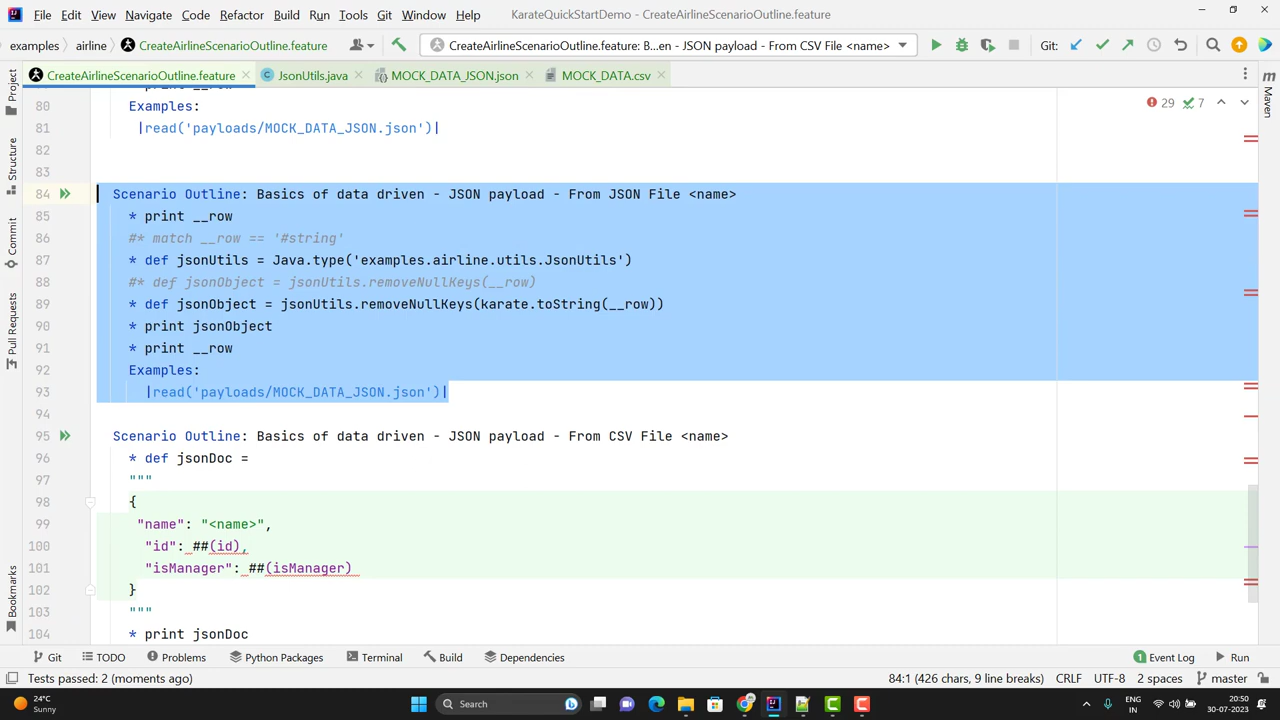 File Edit View Navigate Code Refactor Build Run Tools Git Window Help KarateQuickStartDemo - CreateAirlineScenarioOutline.feature
examples airline CreateAirlineScenarioOutline.feature CreateAirlineScenarioOutline.feature: B...en - JSON payload - From CSV File <name> Git:
CreateAirlineScenarioOutline.feature JsonUtils.java MOCK_DATA_JSON.json MOCK_DATA.csv
Project
Structure
Commit
Pull Requests
Bookmarks
Maven
29 7
80 Examples:
81 |read('payloads/MOCK_DATA_JSON.json')|
82
83
84 Scenario Outline: Basics of data driven - JSON payload - From JSON File <name>
85 * print __row
86 #* match __row == '#string'
87 * def jsonUtils = Java.type('examples.airline.utils.JsonUtils')
88 #* def jsonObject = jsonUtils.removeNullKeys(__row)
89 * def jsonObject = jsonUtils.removeNullKeys(karate.toString(__row))
90 * print jsonObject
91 * print __row
92 Examples:
93 |read('payloads/MOCK_DATA_JSON.json')|
94
95 Scenario Outline: Basics of data driven - JSON payload - From CSV File <name>
96 * def jsonDoc =
97 """
98 {
99 "name": "<name>",
100 "id": ##(id),
101 "isManager": ##(isManager)
102 }
103 """
104 * print jsonDoc
Git TODO Problems Python Packages Terminal Build Dependencies 1 Event Log Run
Tests passed: 2 (moments ago) 84:1 (426 chars, 9 line breaks) CRLF UTF-8 2 spaces master
24°C
Sunny
Search
ENG
IN
20:50
30-07-2023